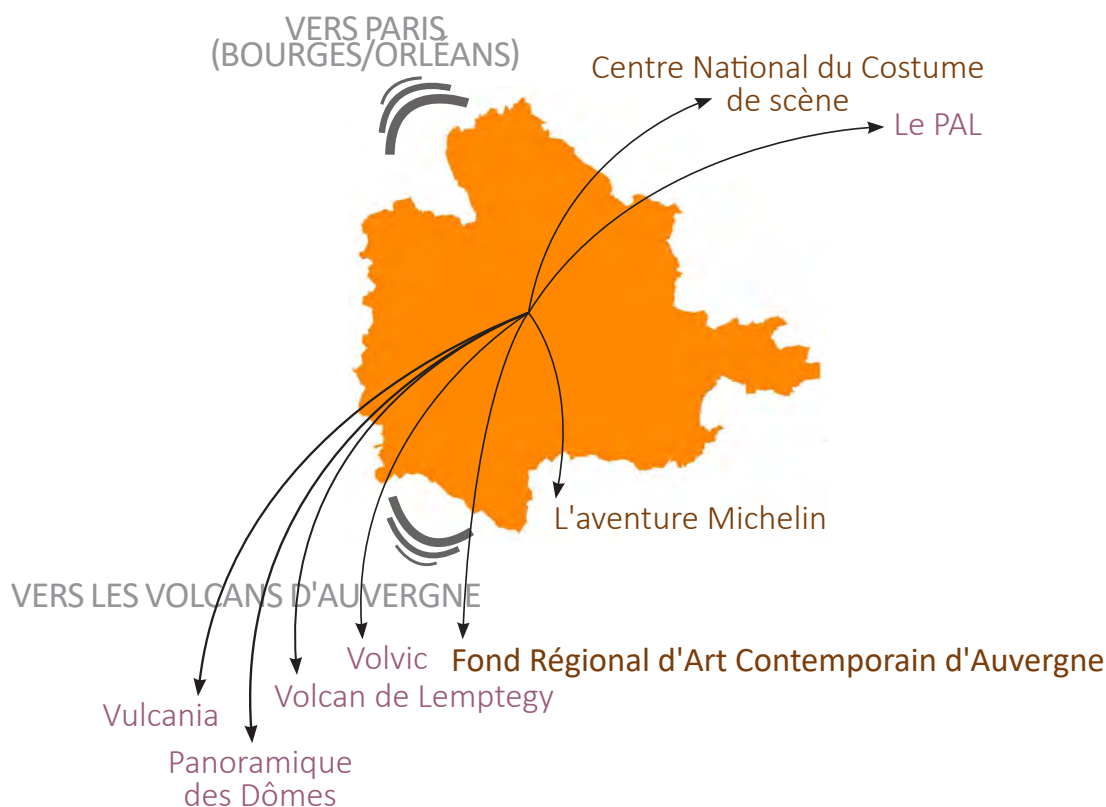 VERS PARIS
(BOURGES/ORLÉANS)
Centre National du Costume
de scène
Le PAL
L'aventure Michelin
VERS LES VOLCANS D'AUVERGNE
Volvic
Fond Régional d'Art Contemporain d'Auvergne
Volcan de Lemptegy
Vulcania
Panoramique
des Dômes